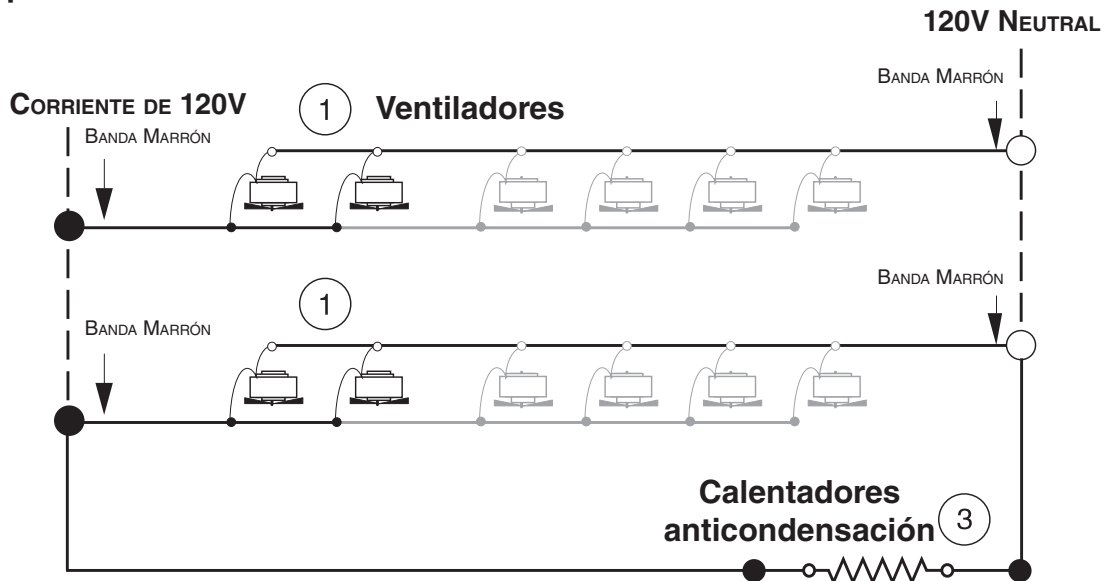 120V NEUTRAL
BANDA MARRÓN
CORRIENTE DE 120V
1 Ventiladores
BANDA MARRÓN
BANDA MARRÓN
1
BANDA MARRÓN
Calentadores
anticondensación 3